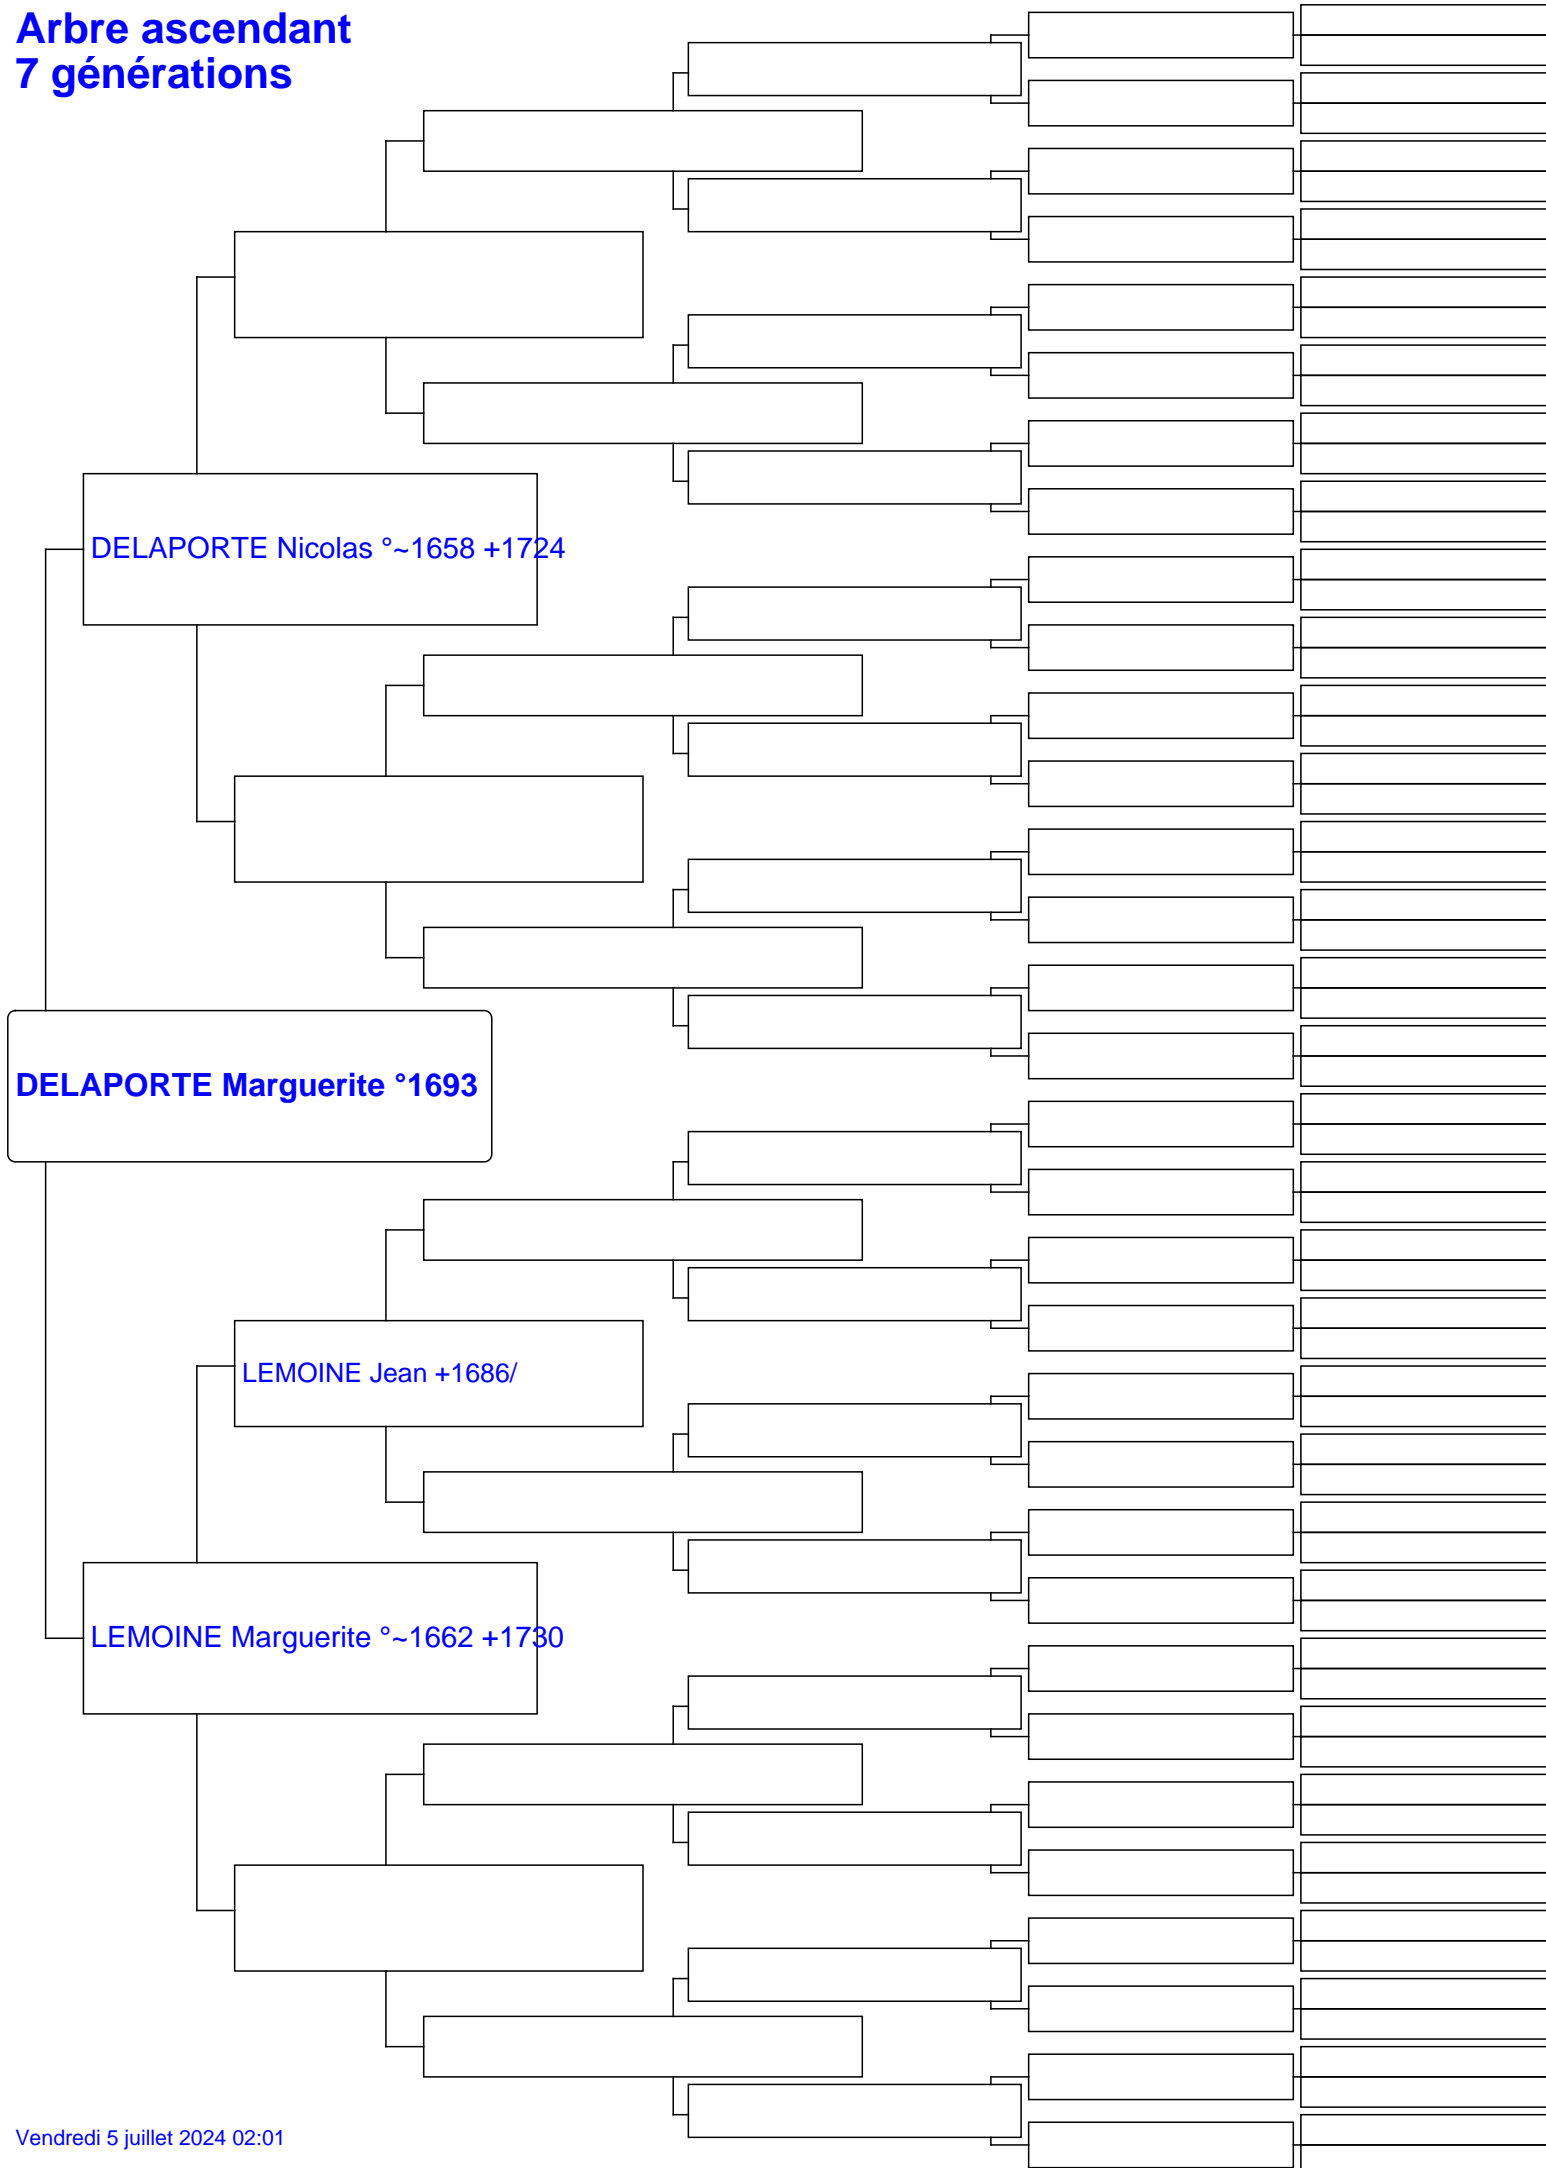 Arbre ascendant
7 générations
DELAPORTE Nicolas °~1658 +1724
DELAPORTE Marguerite °1693
LEMOINE Jean +1686/
LEMOINE Marguerite °~1662 +1730
Vendredi 5 juillet 2024 02:01